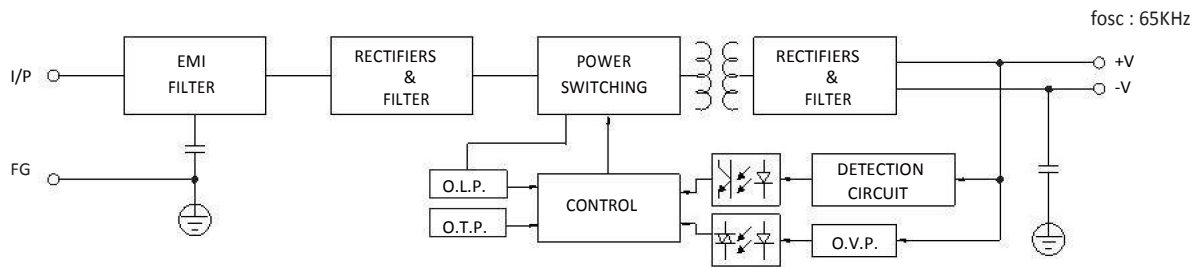 fosc : 65KHz
I/P
EMI
FILTER
RECTIFIERS
&
FILTER
POWER
SWITCHING
RECTIFIERS
&
FILTER
+V
-V
FG
O.L.P.
O.T.P.
CONTROL
DETECTION
CIRCUIT
O.V.P.